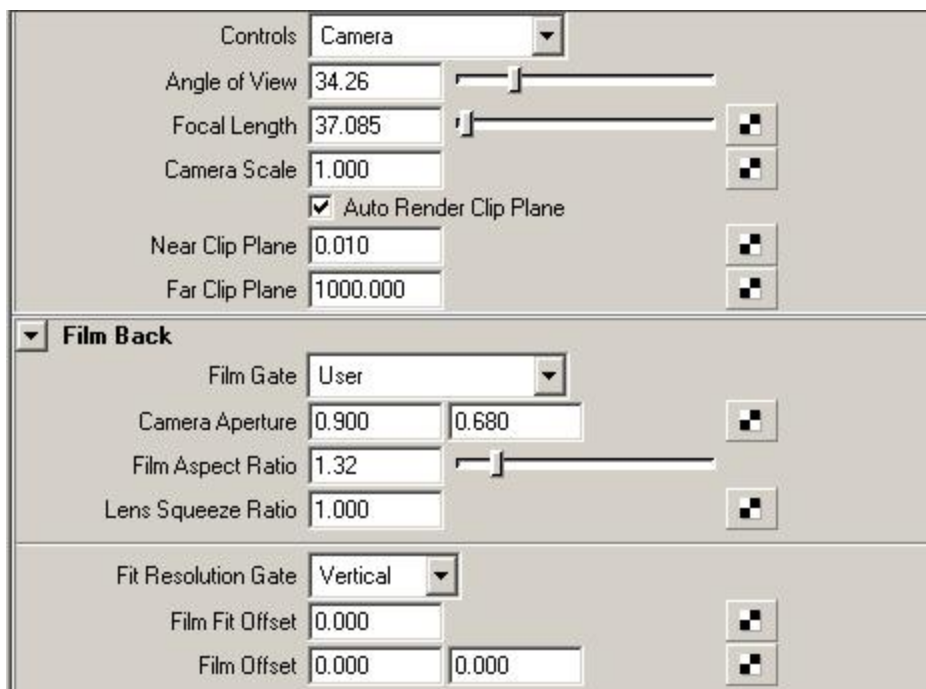 Controls Camera
Angle of View 34.26
Focal Length 37.085
Camera Scale 1.000
Auto Render Clip Plane
Near Clip Plane 0.010
Far Clip Plane 1000.000
Film Back
Film Gate User
Camera Aperture 0.900 0.680
Film Aspect Ratio 1.32
Lens Squeeze Ratio 1.000
Fit Resolution Gate Vertical
Film Fit Offset 0.000
Film Offset 0.000 0.000